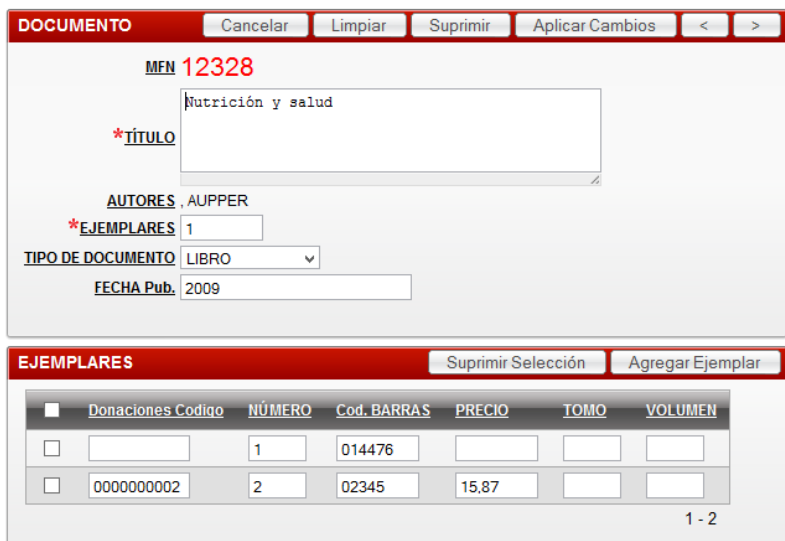 DOCUMENTO Cancelar Limpiar Suprimir Aplicar Cambios < >
MFN 12328
*TÍTULO Nutrición y salud
AUTORES , AUPPER
*EJEMPLARES 1
TIPO DE DOCUMENTO LIBRO
FECHA Pub. 2009
EJEMPLARES Suprimir Selección Agregar Ejemplar
Donaciones Codigo NÚMERO Cod. BARRAS PRECIO TOMO VOLUMEN
1 014476
0000000002 2 02345 15,87
1 - 2